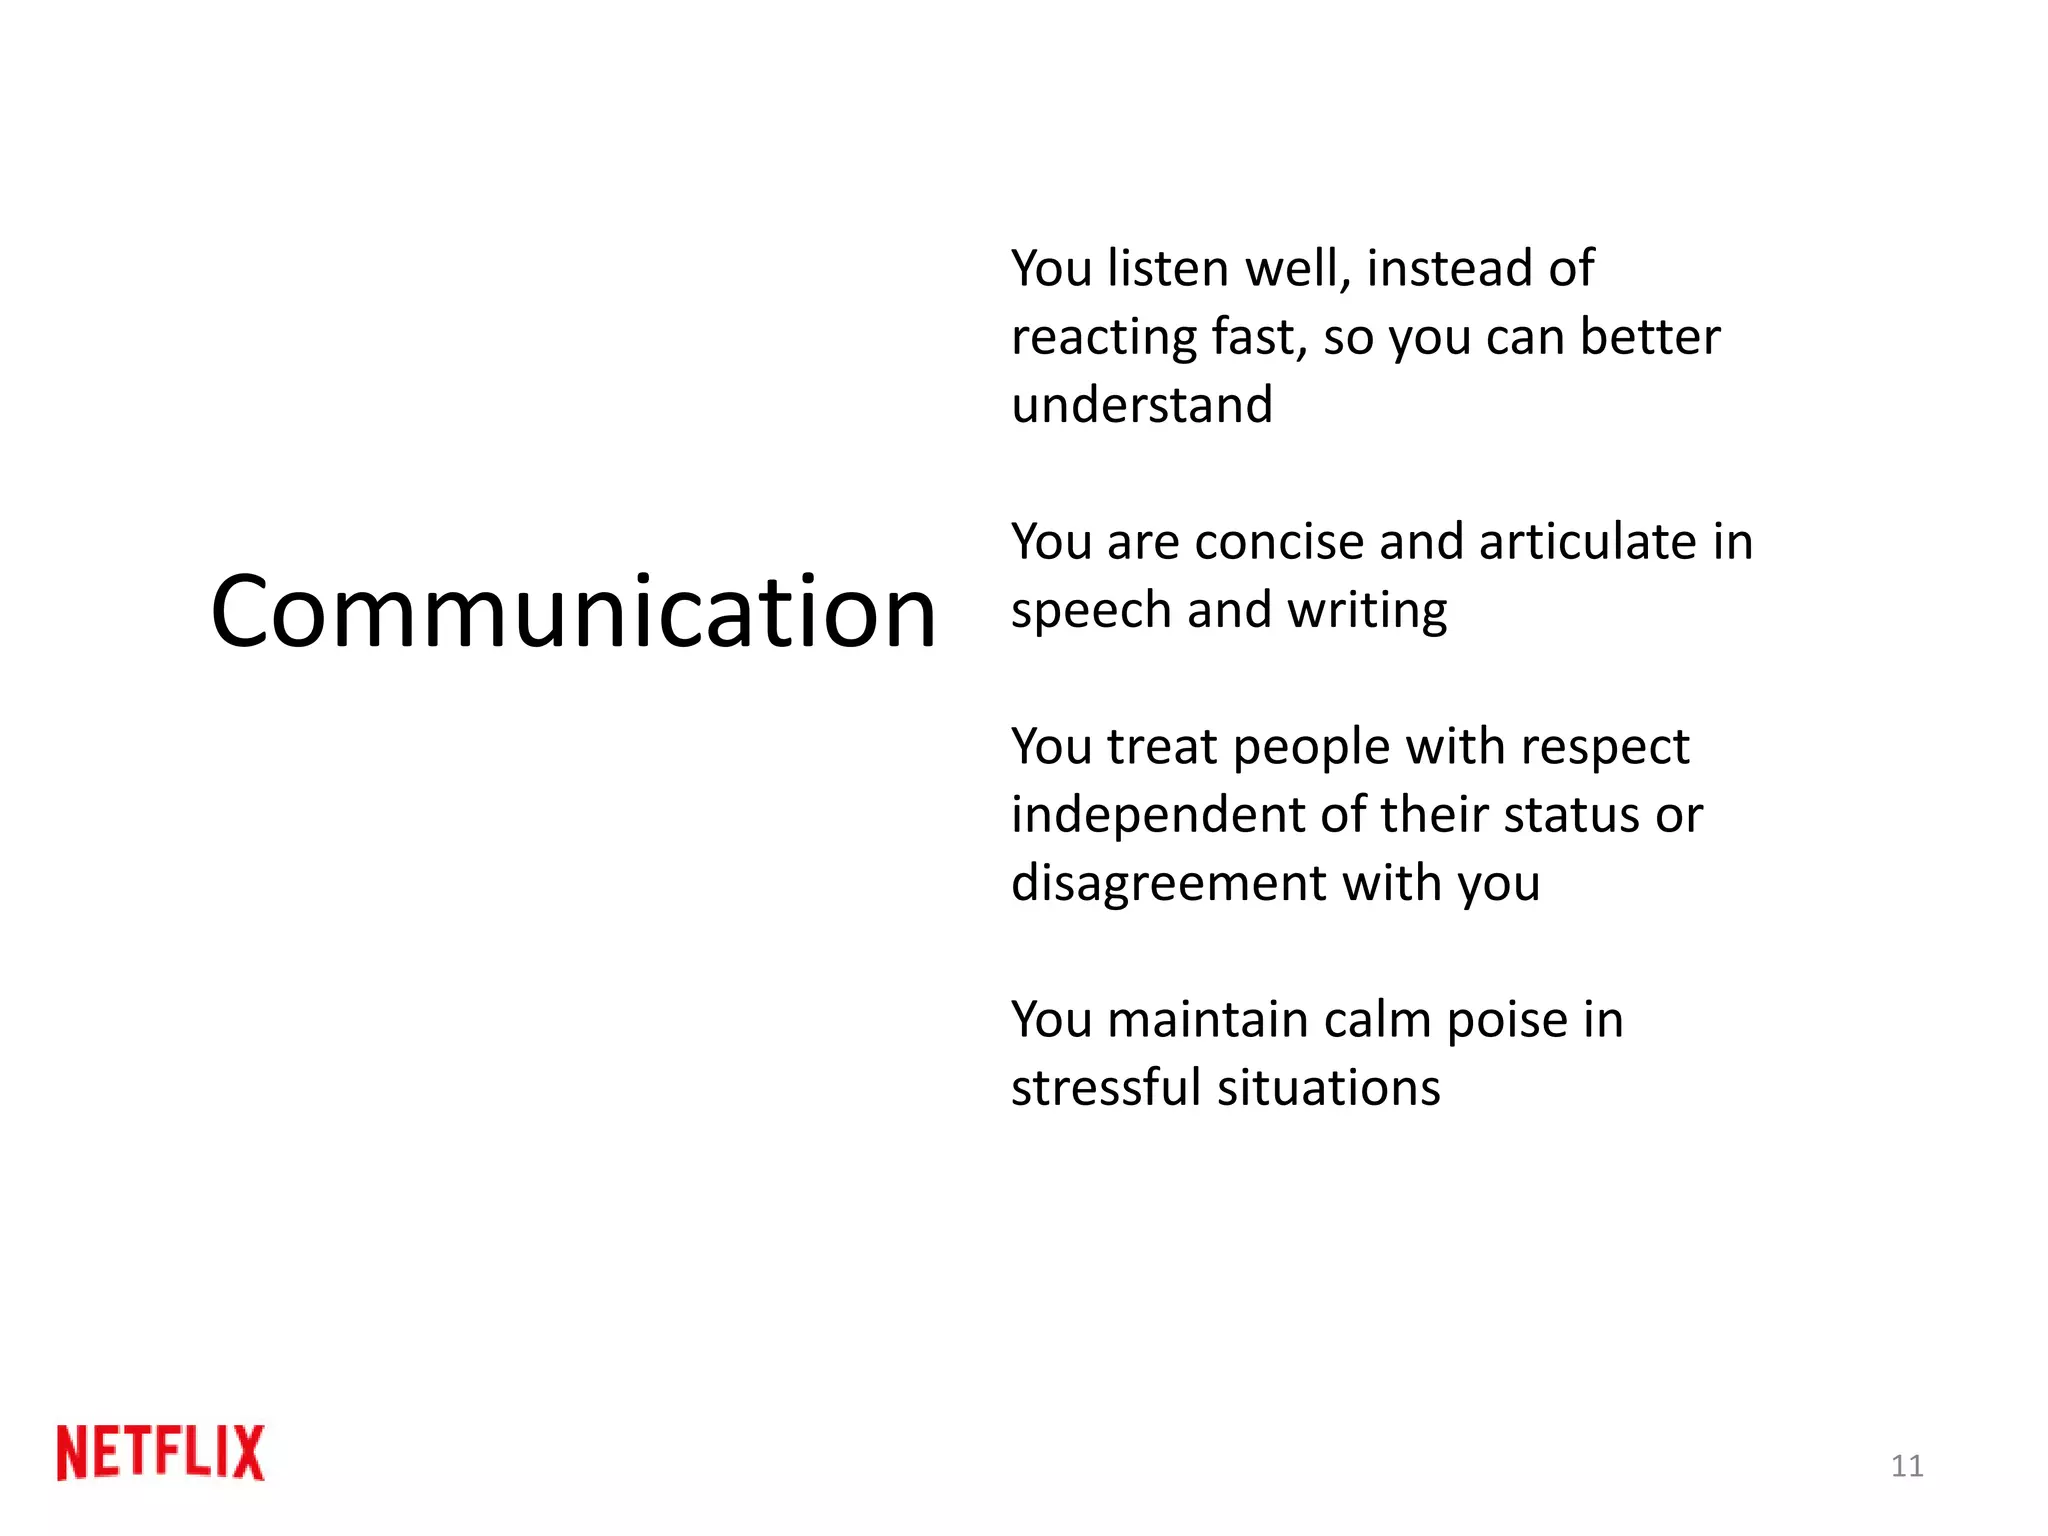 Communication
You listen well, instead of
reacting fast, so you can better
understand
You are concise and articulate in
speech and writing
You treat people with respect
independent of their status or
disagreement with you
You maintain calm poise in
stressful situations
NETFLIX
11